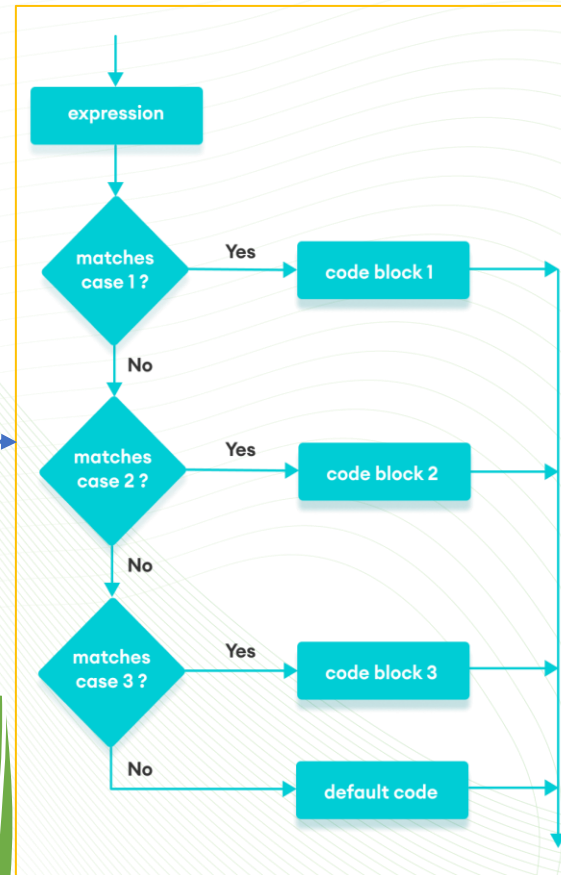 expression
matches
case 1 ?
Yes
code block 1
No
matches
case 2 ?
Yes
code block 2
No
matches
case 3 ?
Yes
code block 3
No
default code